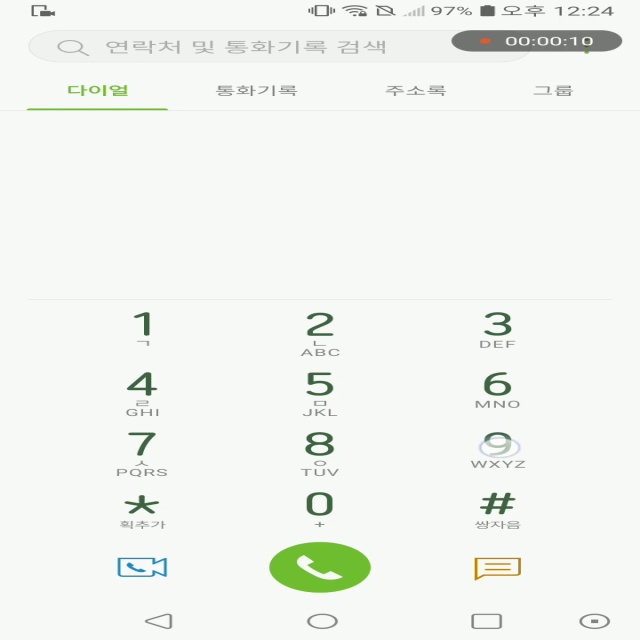 97% 오후 12:24
연락처 및 통화기록 검색 00:00:10
다이얼 통화기록 주소록 그룹
1 2 3
ㄱ ㄴ
ABC DEF
4 5 6
ㄹ ㅁ
GHI JKL MNO
7 8 9
ㅅ ㅇ
PQRS TUV WXYZ
* 0 #
획추가 + 쌍자음